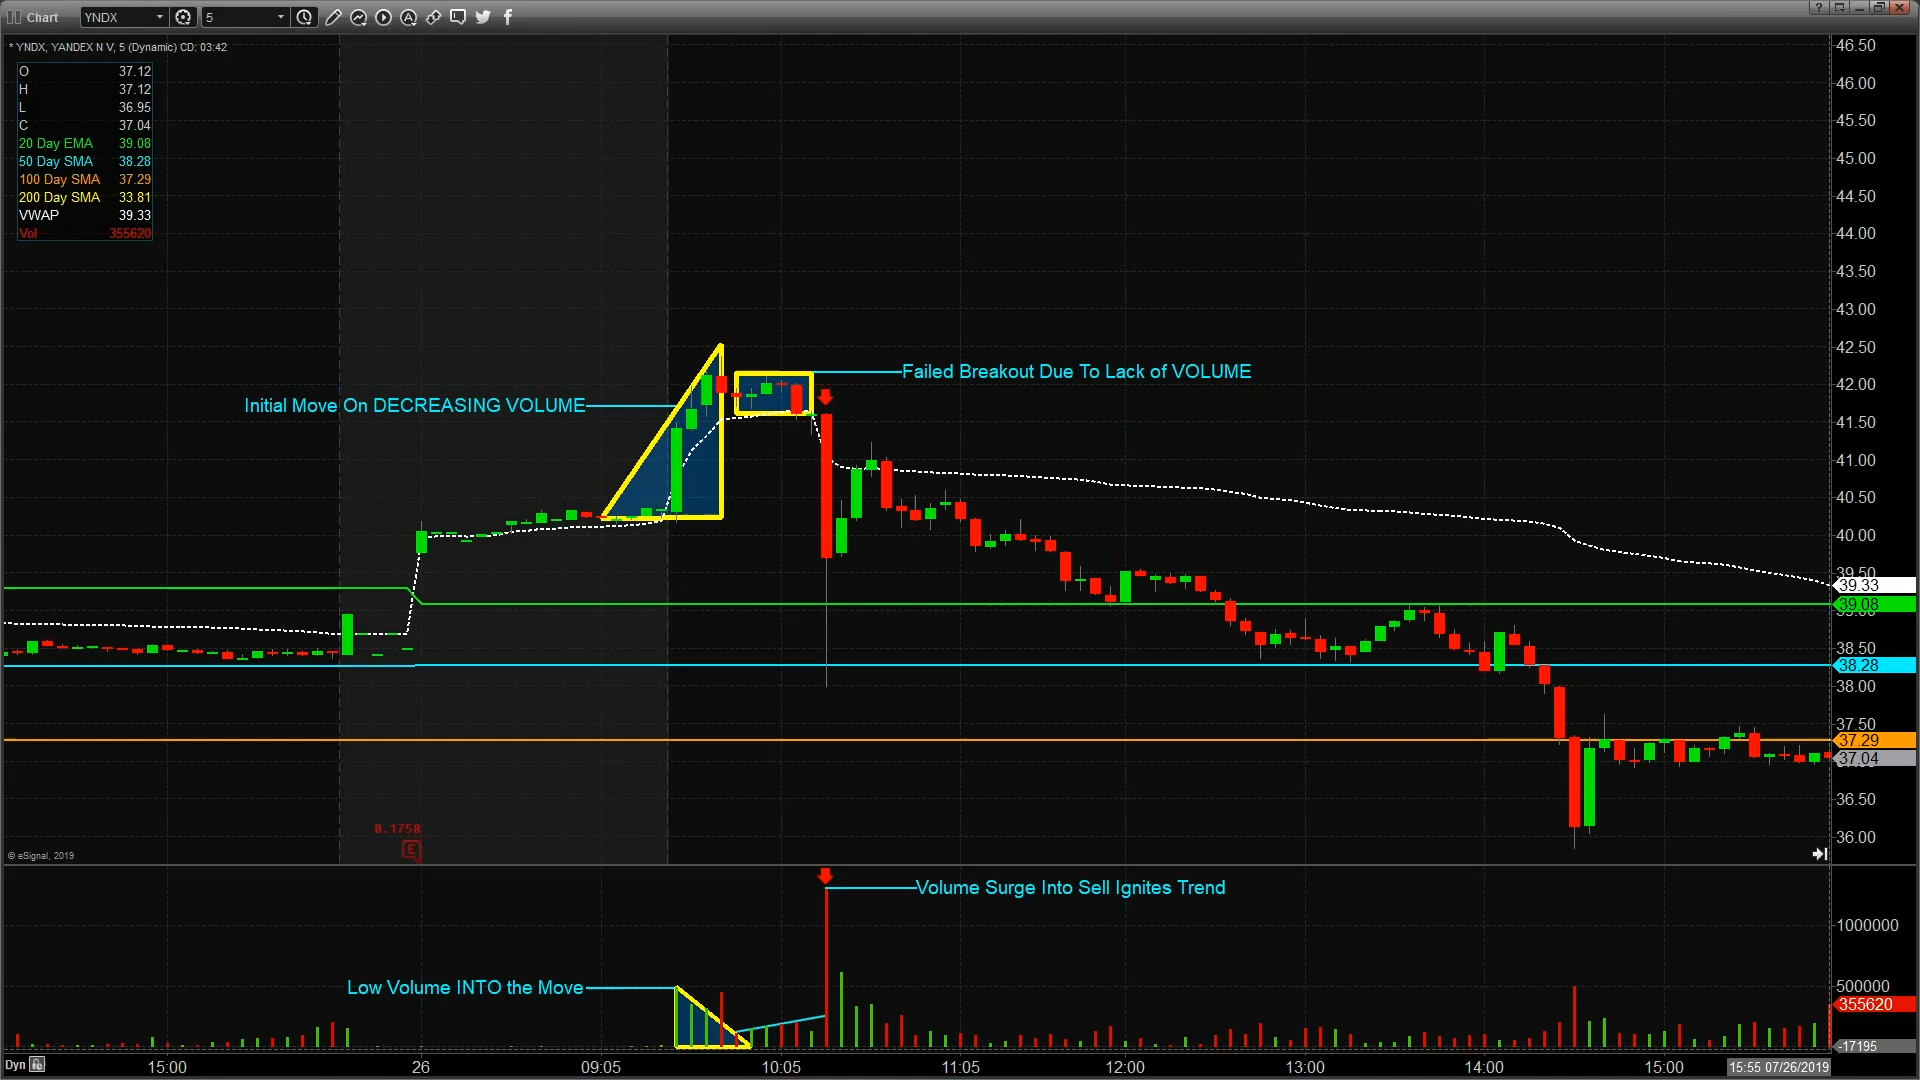 Chart YNDX 5
* YNDX, YANDEX N V, 5 (Dynamic) CD: 03:42
O 37.12
H 37.12
L 36.95
C 37.04
20 Day EMA 39.08
50 Day SMA 38.28
100 Day SMA 37.29
200 Day SMA 33.81
VWAP 39.33
Vol 355620
46.50
46.00
45.50
45.00
44.50
44.00
43.50
43.00
42.50
Failed Breakout Due To Lack of VOLUME
42.00
Initial Move On DECREASING VOLUME
41.50
41.00
40.50
40.00
39.50
39.33
39.08
38.50
38.28
38.00
37.50
37.29
37.04
36.50
0.1758
36.00
E
© eSignal, 2019
Volume Surge Into Sell Ignites Trend
1000000
Low Volume INTO the Move
500000
355620
-17195
Dyn 15:00 26 09:05 10:05 11:05 12:00 13:00 14:00 15:00 15:55 07/26/2019